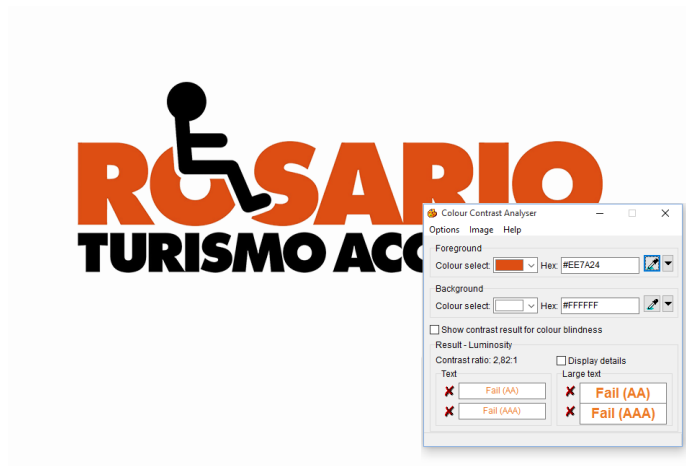 ROSARIO
TURISMO ACC
Colour Contrast Analyser
Options Image Help
Foreground
Colour select: Hex: #EE7A24
Background
Colour select: Hex: #FFFFFF
Show contrast result for colour blindness
Result - Luminosity
Contrast ratio: 2,82:1 Display details
Text Large text
Fail (AA) Fail (AA)
Fail (AAA) Fail (AAA)